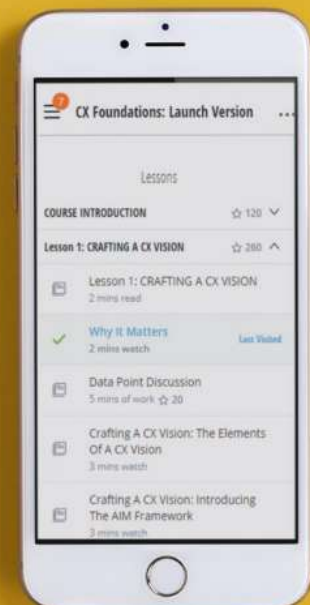 7
CX Foundations: Launch Version ...
Lessons
COURSE INTRODUCTION ☆ 120
Lesson 1: CRAFTING A CX VISION ☆ 280
Lesson 1: CRAFTING A CX VISION
2 mins read
Why It Matters
Last Visited
2 mins watch
Data Point Discussion
5 mins of work ☆ 20
Crafting A CX Vision: The Elements
Of A CX Vision
3 mins watch
Crafting A CX Vision: Introducing
The AIM Framework
3 mins watch